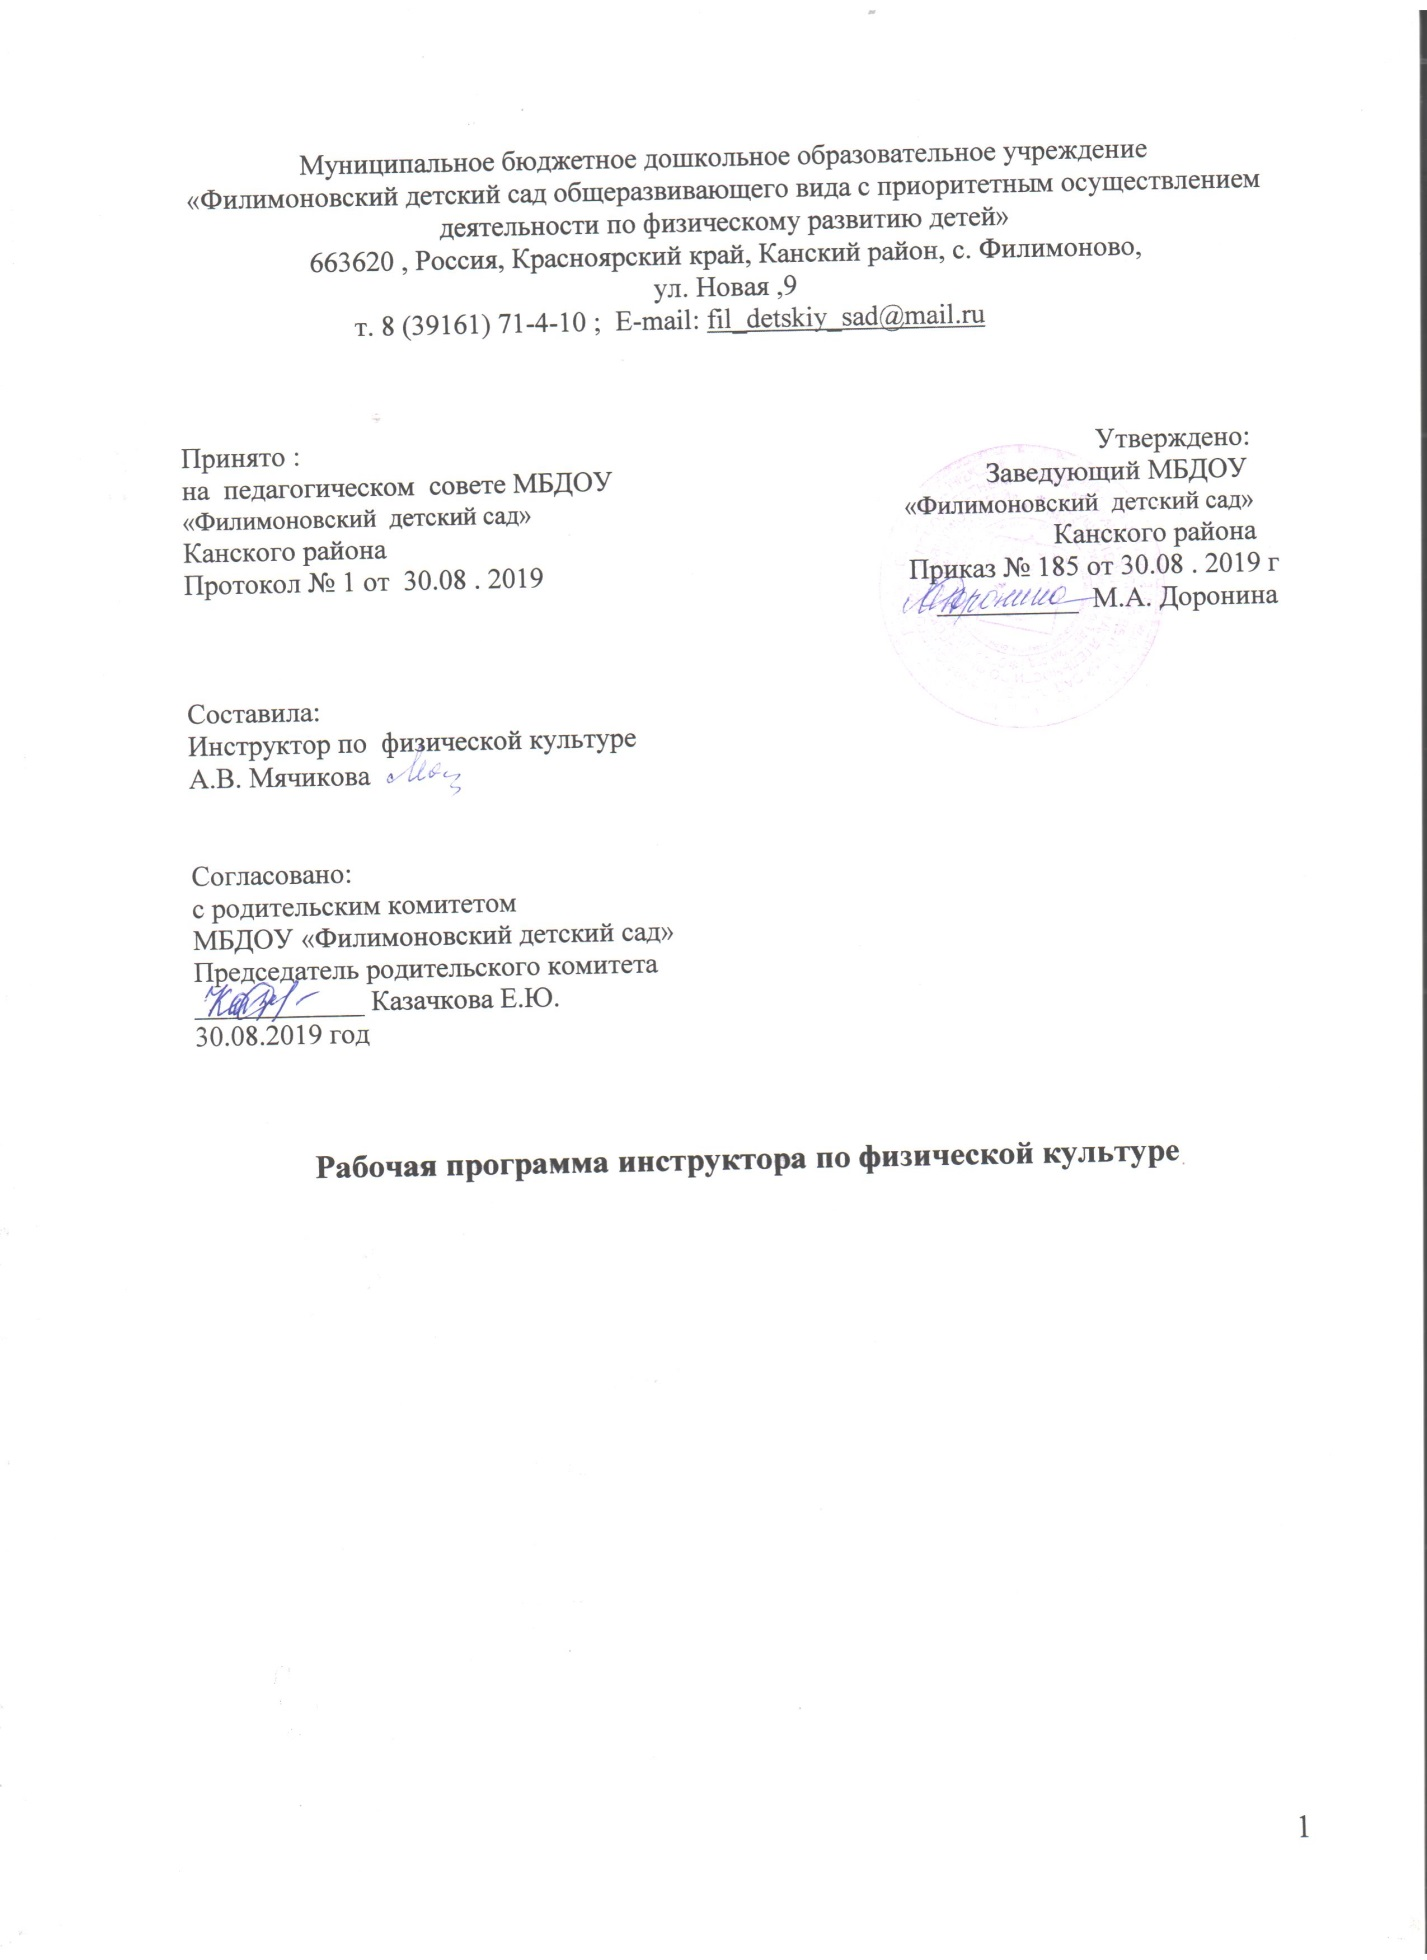 Муниципальное бюджетное дошкольное образовательное учреждение
«Филимоновский детский сад общеразвивающего вида с приоритетным осуществлением
деятельности по физическому развитию детей»
663620 , Россия, Красноярский край, Канский район, с. Филимоново,
ул. Новая ,9
т. 8 (39161) 71-4-10 ; E-mail: fil_detskiy_sad@mail.ru
Принято :
на педагогическом совете МБДОУ
«Филимоновский детский сад»
Канского района
Протокол № 1 от 30.08 . 2019
Утверждено:
Заведующий МБДОУ
«Филимоновский детский сад»
Канского района
Приказ № 185 от 30.08 . 2019 г
М.А. Доронина
Составила:
Инструктор по физической культуре
А.В. Мячикова
Согласовано:
с родительским комитетом
МБДОУ «Филимоновский детский сад»
Председатель родительского комитета
Казачкова Е.Ю.
30.08.2019 год
Рабочая программа инструктора по физической культуре
1